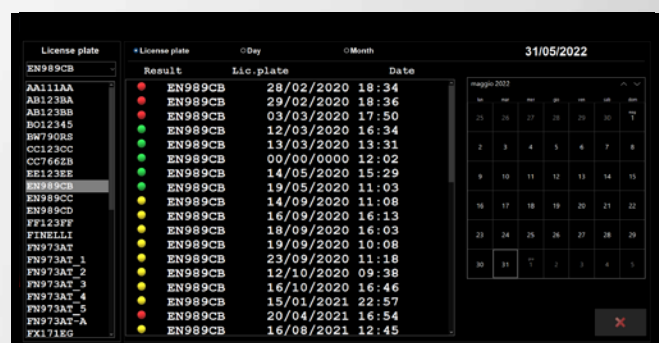 License plate
EN989CB
AA111AA
AB123BA
AB123BB
BO12345
BW790RS
CC123CC
CC766ZB
EE123EE
EN989CB
EN989CC
EN989CD
FF123FF
FINELLI
FN973AT
FN973AT_1
FN973AT_2
FN973AT_3
FN973AT_4
FN973AT_5
FN973AT-A
FX171EG
License plate Day Month
Result Lic.plate Date
EN989CB 28/02/2020 18:34
EN989CB 29/02/2020 18:36
EN989CB 03/03/2020 17:50
EN989CB 12/03/2020 16:34
EN989CB 13/03/2020 13:31
EN989CB 00/00/0000 12:02
EN989CB 14/05/2020 15:29
EN989CB 19/05/2020 11:03
EN989CB 14/09/2020 11:08
EN989CB 16/09/2020 16:13
EN989CB 18/09/2020 16:03
EN989CB 19/09/2020 10:08
EN989CB 23/09/2020 11:18
EN989CB 12/10/2020 09:38
EN989CB 16/10/2020 16:46
EN989CB 15/01/2021 22:57
EN989CB 20/04/2021 16:54
EN989CB 16/08/2021 12:45
31/05/2022
maggio 2022
lun mar mer gio ven sab dom
25 26 27 28 29 30 1
2 3 4 5 6 7 8
9 10 11 12 13 14 15
16 17 18 19 20 21 22
23 24 25 26 27 28 29
30 31 1 2 3 4 5